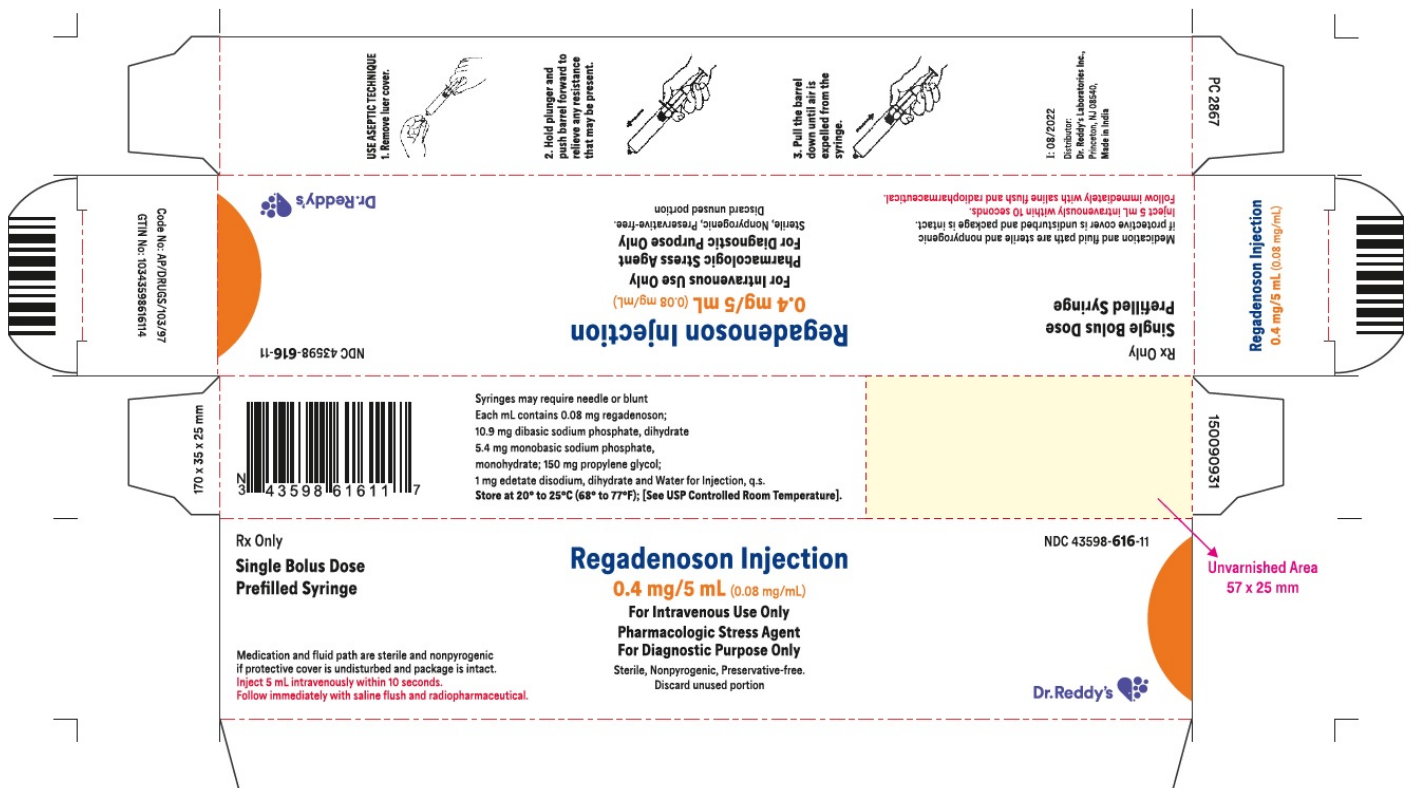 USE ASEPTIC TECHNIQUE
1. Remove luer cover.
2. Hold plunger and
push barrel forward to
relieve any resistance
that may be present.
3. Pull the barrel
down until air is
expelled from the
syringe.
I: 08/2022
Distributor:
Dr. Reddy's Laboratories Inc.,
Princeton, NJ 08540,
Made in India
PC 2867
Code No: AP/DRUGS/103/97
GTIN No: 10343598616114
NDC 43598-616-11
Dr.Reddy's
Regadenoson Injection
0.4 mg/5 mL (0.08 mg/mL)
For Intravenous Use Only
Pharmacologic Stress Agent
For Diagnostic Purpose Only
Sterile, Nonpyrogenic, Preservative-free.
Discard unused portion
Rx Only
Single Bolus Dose
Prefilled Syringe
Medication and fluid path are sterile and nonpyrogenic
if protective cover is undisturbed and package is intact.
Inject 5 mL intravenously within 10 seconds.
Follow immediately with saline flush and radiopharmaceutical.
Regadenoson Injection
0.4 mg/5 mL (0.08 mg/mL)
170 x 35 x 25 mm
N
3 43598 61611 7
Syringes may require needle or blunt
Each mL contains 0.08 mg regadenoson;
10.9 mg dibasic sodium phosphate, dihydrate
5.4 mg monobasic sodium phosphate,
monohydrate; 150 mg propylene glycol;
1 mg edetate disodium, dihydrate and Water for Injection, q.s.
Store at 20° to 25°C (68° to 77°F); [See USP Controlled Room Temperature].
150090931
Unvarnished Area
57 x 25 mm
Rx Only
Single Bolus Dose
Prefilled Syringe
Medication and fluid path are sterile and nonpyrogenic
if protective cover is undisturbed and package is intact.
Inject 5 mL intravenously within 10 seconds.
Follow immediately with saline flush and radiopharmaceutical.
Regadenoson Injection
0.4 mg/5 mL (0.08 mg/mL)
For Intravenous Use Only
Pharmacologic Stress Agent
For Diagnostic Purpose Only
Sterile, Nonpyrogenic, Preservative-free.
Discard unused portion
NDC 43598-616-11
Dr.Reddy's